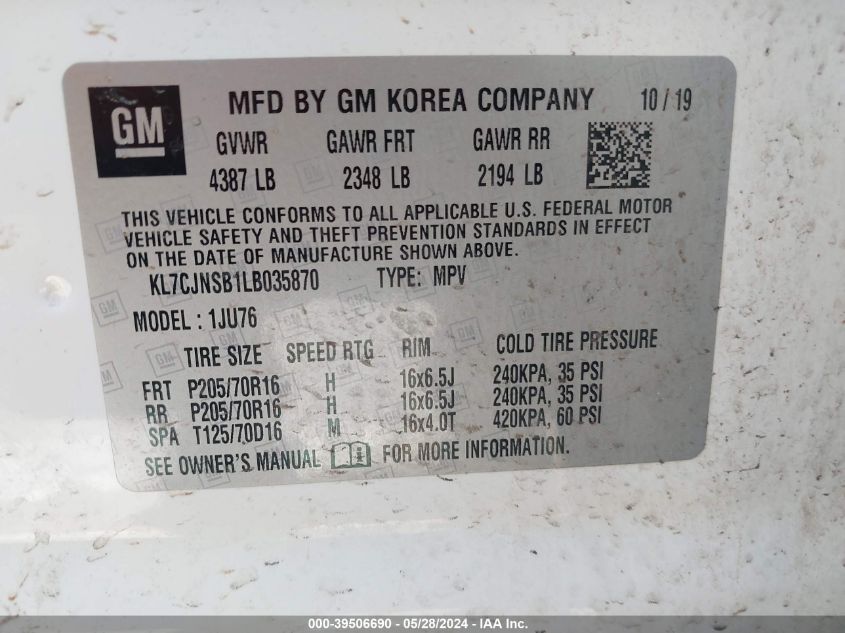 GM MFD BY GM KOREA COMPANY 10 / 19
GVWR GAWR FRT GAWR RR
4387 LB 2348 LB 2194 LB
THIS VEHICLE CONFORMS TO ALL APPLICABLE U.S. FEDERAL MOTOR
VEHICLE SAFETY AND THEFT PREVENTION STANDARDS IN EFFECT
ON THE DATE OF MANUFACTURE SHOWN ABOVE.
KL7CJNSB1LB035870 TYPE: MPV
MODEL : 1JU76
TIRE SIZE SPEED RTG RIM COLD TIRE PRESSURE
FRT P205/70R16 H 16x6.5J 240KPA, 35 PSI
RR P205/70R16 H 16x6.5J 240KPA, 35 PSI
SPA T125/70D16 M 16x4.0T 420KPA, 60 PSI
SEE OWNER'S MANUAL FOR MORE INFORMATION.
000-39506690 - 05/28/2024 - IAA Inc.